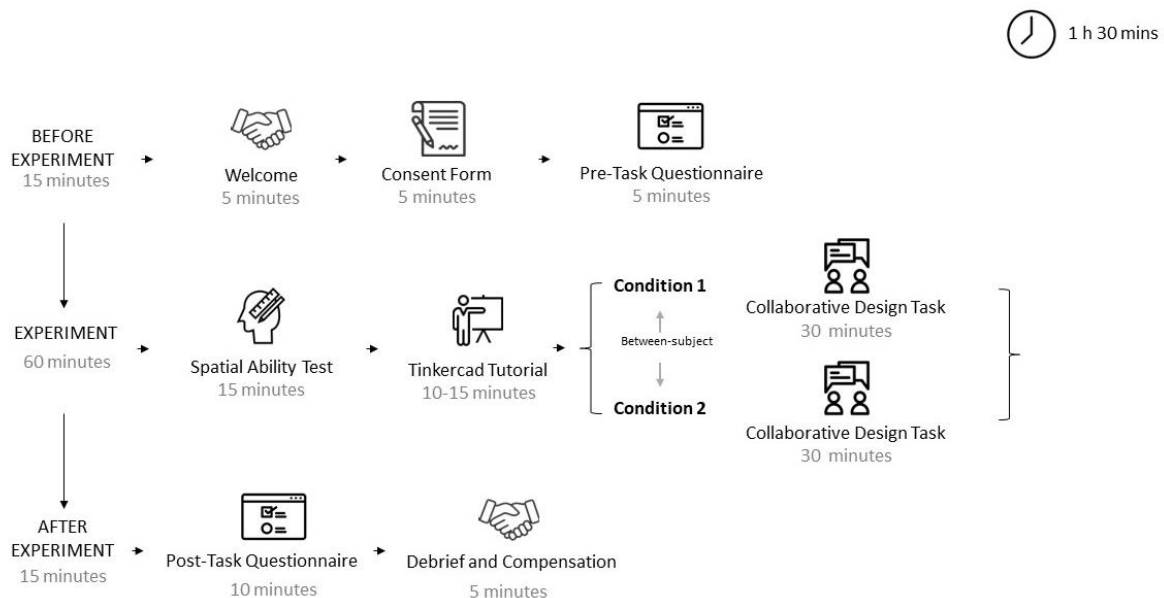 1 h 30 mins
BEFORE
EXPERIMENT
15 minutes
Welcome
5 minutes
Consent Form
5 minutes
Pre-Task Questionnaire
5 minutes
EXPERIMENT
60 minutes
Spatial Ability Test
15 minutes
Tinkercad Tutorial
10-15 minutes
Condition 1
Between-subject
Condition 2
Collaborative Design Task
30 minutes
Collaborative Design Task
30 minutes
AFTER
EXPERIMENT
15 minutes
Post-Task Questionnaire
10 minutes
Debrief and Compensation
5 minutes